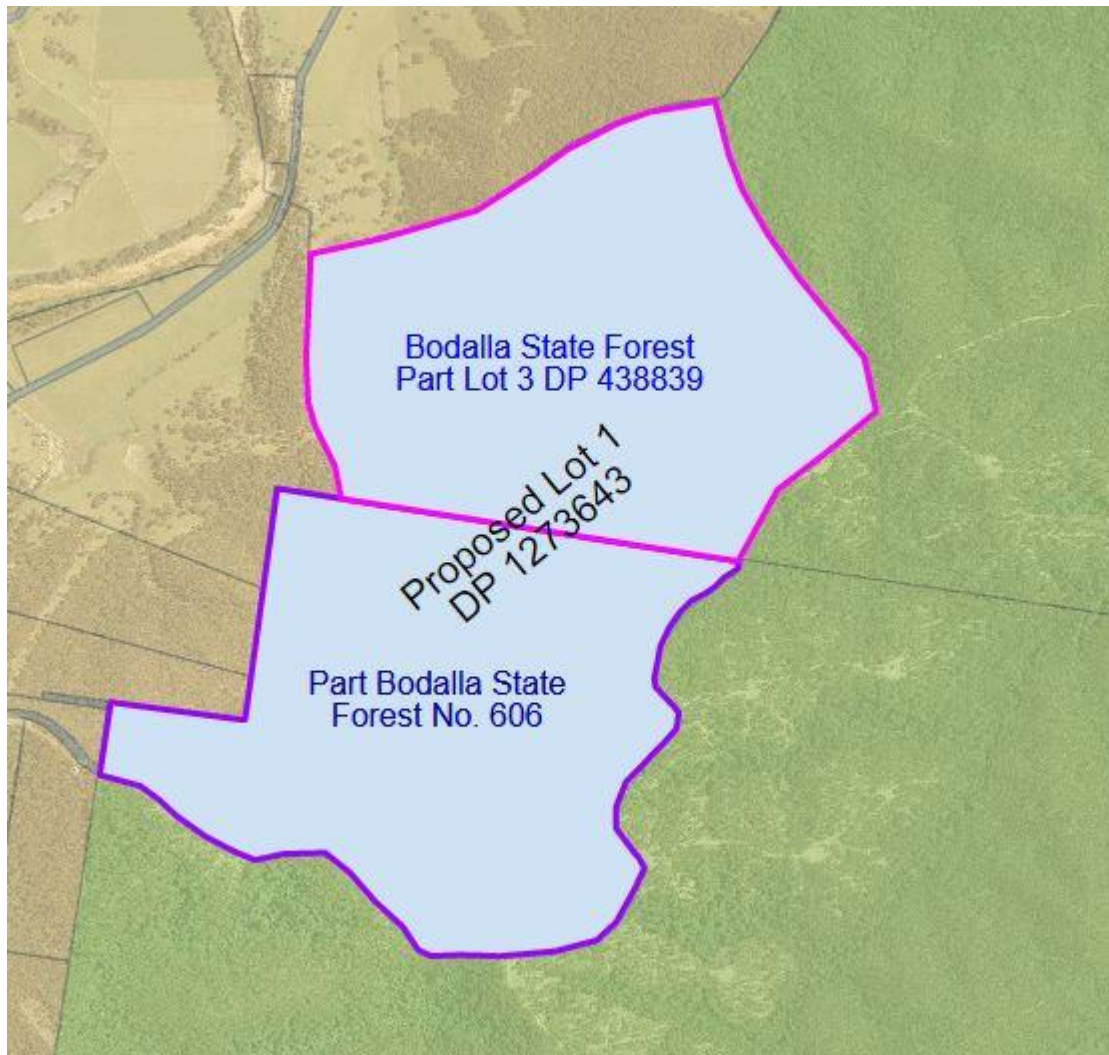 Bodalla State Forest
Part Lot 3 DP 438839
Proposed Lot 1
DP 1273643
Part Bodalla State
Forest No. 606